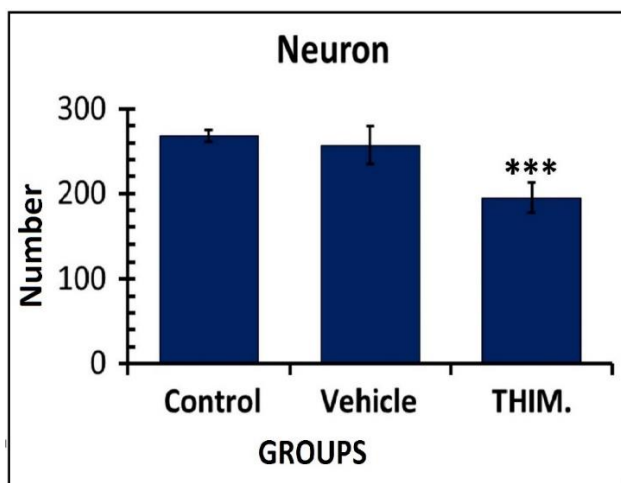 Neuron
300
200
100
0
Number
***
Control Vehicle THIM.
GROUPS